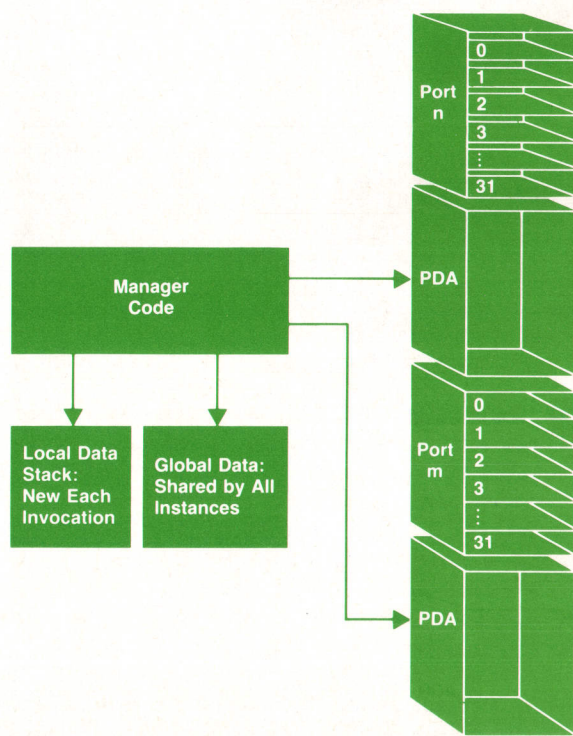 Manager
Code
Local Data
Stack:
New Each
Invocation
Global Data:
Shared by All
Instances
Port
n
0
1
2
3
⋮
31
PDA
Port
m
0
1
2
3
⋮
31
PDA